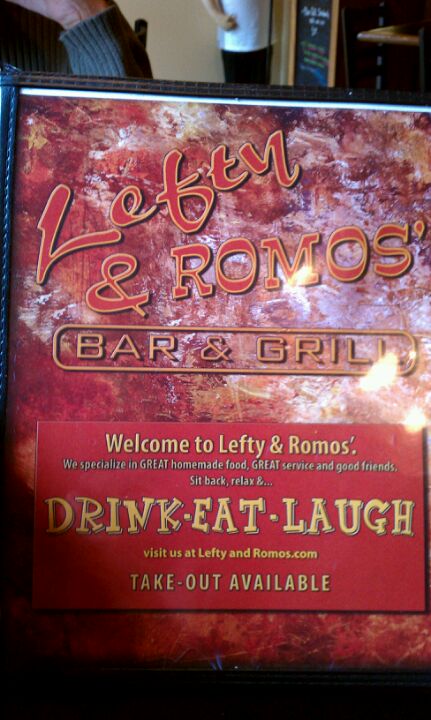 Lefty
& ROMOS'
BAR & GRILL
Welcome to Lefty & Romos'.
We specialize in GREAT homemade food, GREAT service and good friends.
Sit back, relax &...
DRINK-EAT-LAUGH
visit us at Lefty and Romos.com
TAKE-OUT AVAILABLE